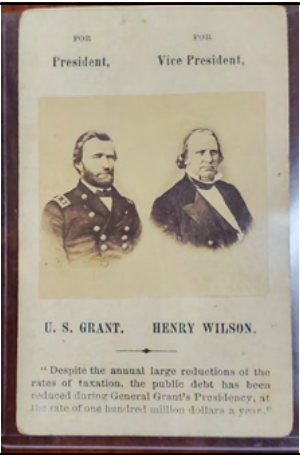 FOR FOR
President, Vice President,
U. S. GRANT. HENRY WILSON.
"Despite the annual large reductions of the
rates of taxation, the public debt has been
reduced during General Grant's Presidency, at
the rate of one hundred million dollars a year."